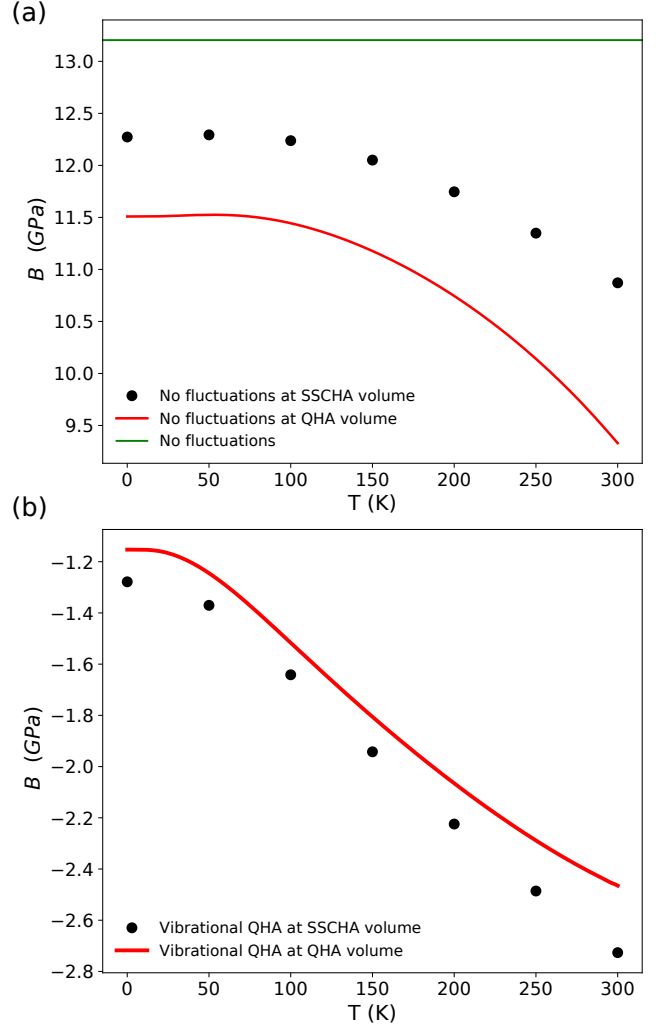 (a)
13.0
12.5
12.0
11.5
11.0
10.5
10.0
9.5
B (GPa)
No fluctuations at SSCHA volume
No fluctuations at QHA volume
No fluctuations
0 50 100 150 200 250 300
T (K)
(b)
−1.2
−1.4
−1.6
−1.8
−2.0
−2.2
−2.4
−2.6
−2.8
B (GPa)
Vibrational QHA at SSCHA volume
Vibrational QHA at QHA volume
0 50 100 150 200 250 300
T (K)